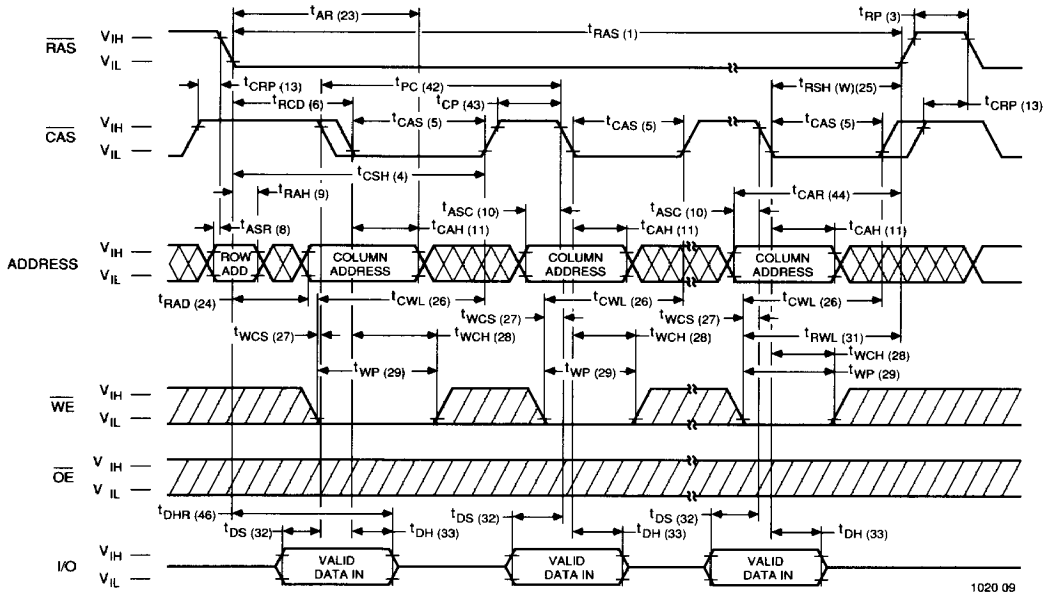 tAR (23)
tRAS (1)
tRP (3)
RAS
VIH
VIL
tCRP (13)
tPC (42)
tRCD (6)
tCP (43)
tRSH (W)(25)
tCRP (13)
CAS
VIH
VIL
tCAS (5)
tCAS (5)
tCAS (5)
tCSH (4)
tRAH (9)
tCAR (44)
tASR (8)
tASC (10)
tASC (10)
tCAH (11)
tCAH (11)
tCAH (11)
ADDRESS
VIH
VIL
ROW ADD
COLUMN ADDRESS
COLUMN ADDRESS
COLUMN ADDRESS
tRAD (24)
tCWL (26)
tCWL (26)
tCWL (26)
tWCS (27)
tWCS (27)
tWCS (27)
tWCH (28)
tWCH (28)
tRWL (31)
tWCH (28)
tWP (29)
tWP (29)
tWP (29)
WE
VIH
VIL
OE
V IH
V IL
tDHR (46)
tDS (32)
tDH (33)
tDS (32)
tDH (33)
tDS (32)
tDH (33)
I/O
VIH
VIL
VALID DATA IN
VALID DATA IN
VALID DATA IN
1020 09